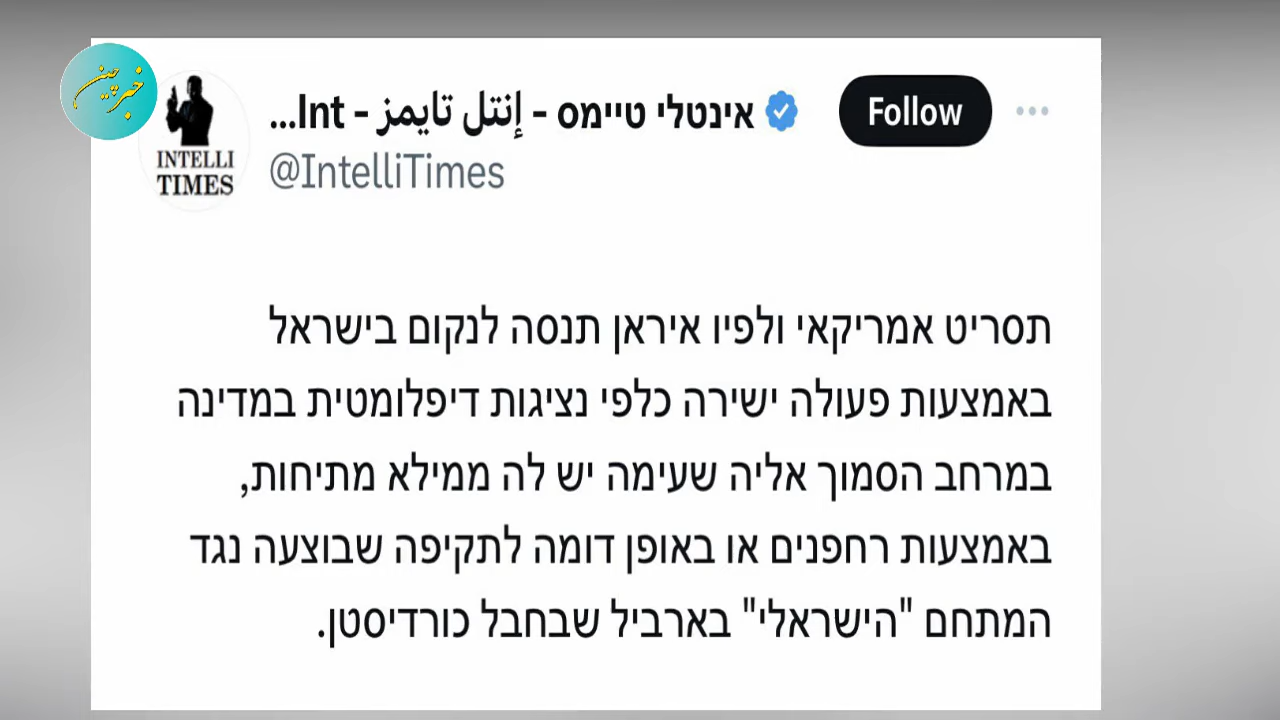 خبرچین
INTELLI
TIMES
אינטלי טיימס - إنتل تايمز - Int...
@IntelliTimes
Follow
תסריט אמריקאי ולפיו איראן תנסה לנקום בישראל
באמצעות פעולה ישירה כלפי נציגות דיפלומטית במדינה
במרחב הסמוך אליה שעימה יש לה ממילא מתיחות,
באמצעות רחפנים או באופן דומה לתקיפה שבוצעה נגד
המתחם "הישראלי" בארביל שבחבל כורדיסטן.